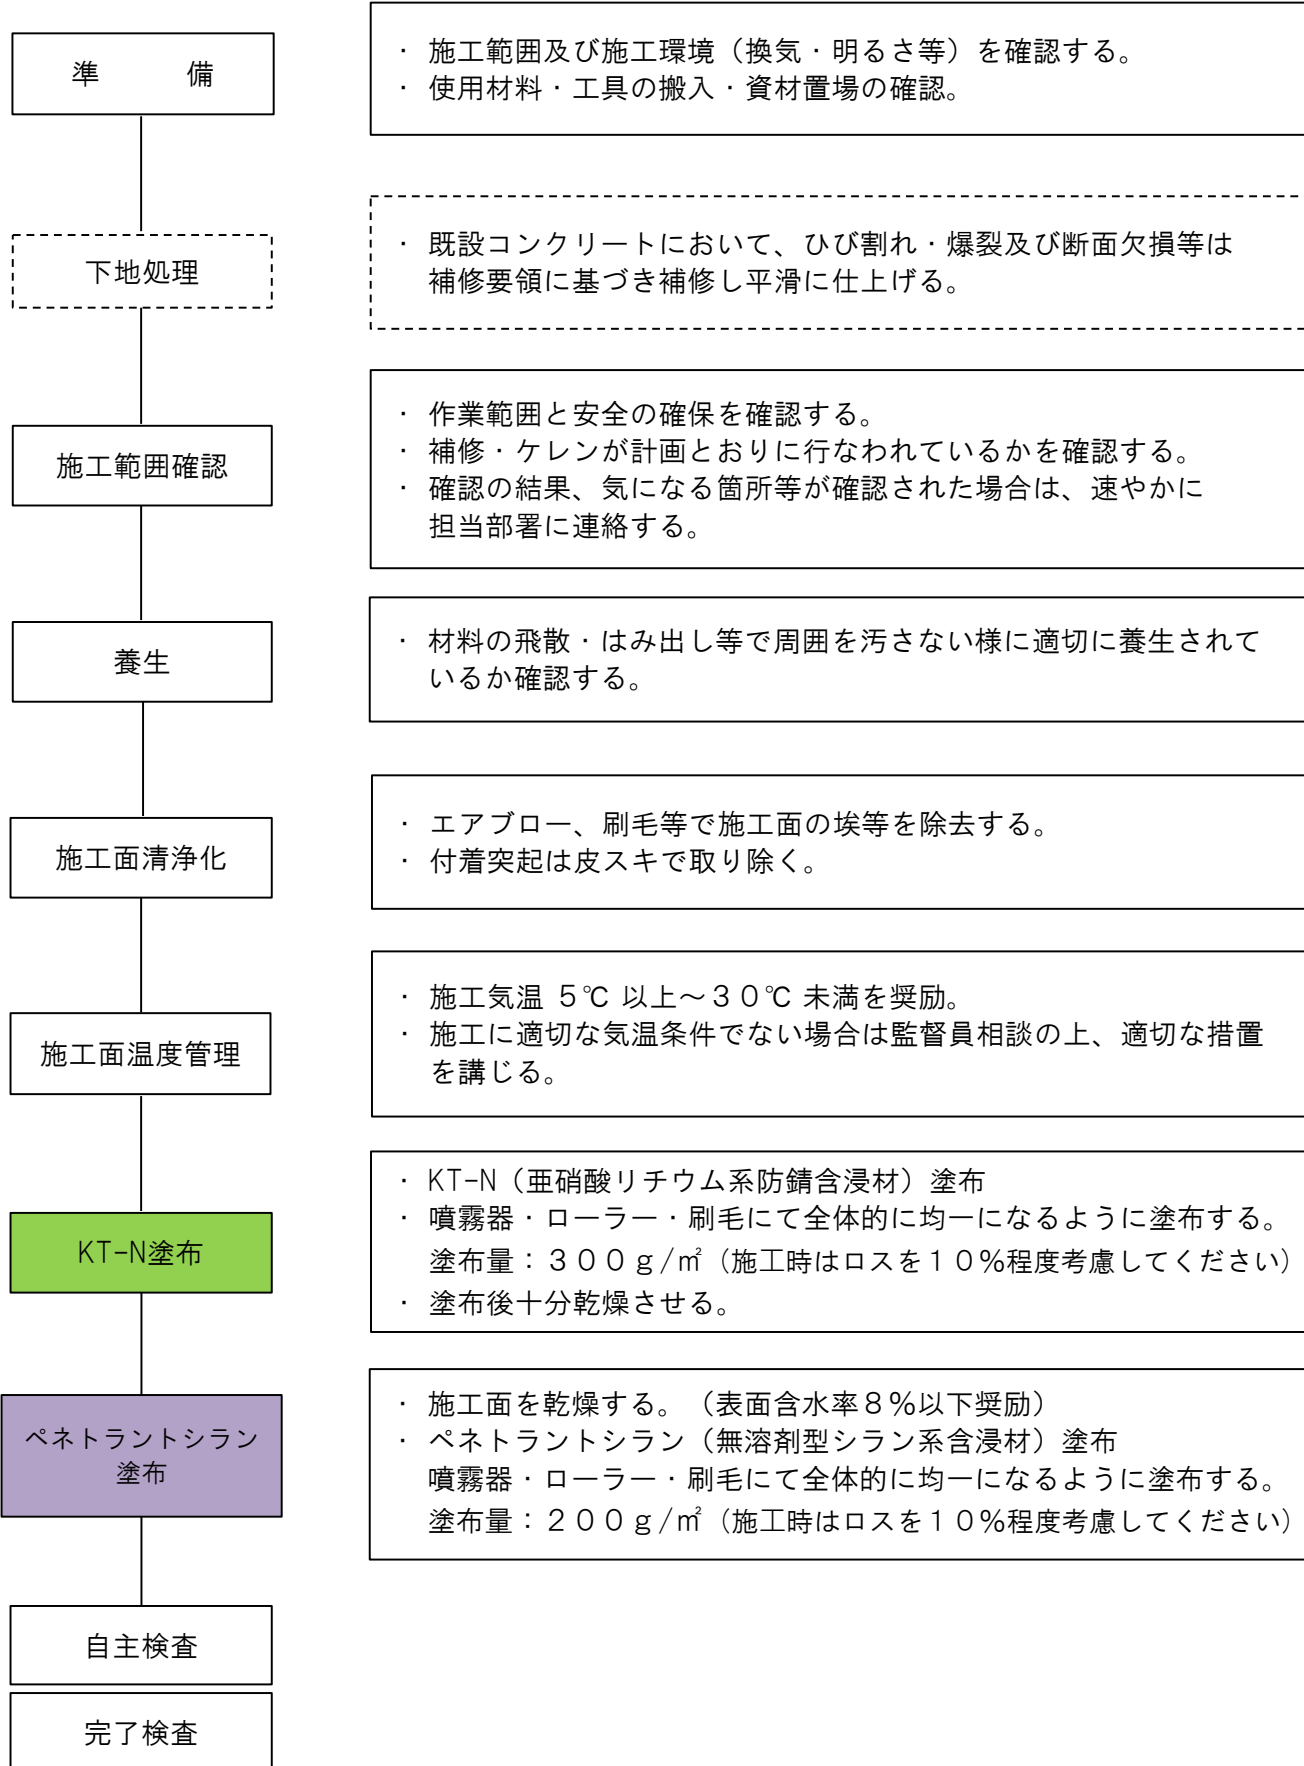 準　　備
・ 施工範囲及び施工環境（換気・明るさ等）を確認する。
・ 使用材料・工具の搬入・資材置場の確認。
下地処理
・ 既設コンクリートにおいて、ひび割れ・爆裂及び断面欠損等は
補修要領に基づき補修し平滑に仕上げる。
施工範囲確認
・ 作業範囲と安全の確保を確認する。
・ 補修・ケレンが計画とおりに行なわれているかを確認する。
・ 確認の結果、気になる箇所等が確認された場合は、速やかに
担当部署に連絡する。
養生
・ 材料の飛散・はみ出し等で周囲を汚さない様に適切に養生されて
いるか確認する。
施工面清浄化
・ エアブロー、刷毛等で施工面の埃等を除去する。
・ 付着突起は皮スキで取り除く。
施工面温度管理
・ 施工気温 ５℃ 以上～３０℃ 未満を奨励。
・ 施工に適切な気温条件でない場合は監督員相談の上、適切な措置
を講じる。
KT-N塗布
・ KT-N（亜硝酸リチウム系防錆含浸材）塗布
・ 噴霧器・ローラー・刷毛にて全体的に均一になるように塗布する。
塗布量：３００ｇ/㎡（施工時はロスを１０％程度考慮してください）
・ 塗布後十分乾燥させる。
ペネトラントシラン
塗布
・ 施工面を乾燥する。（表面含水率８％以下奨励）
・ ペネトラントシラン（無溶剤型シラン系含浸材）塗布
噴霧器・ローラー・刷毛にて全体的に均一になるように塗布する。
塗布量：２００ｇ/㎡（施工時はロスを１０％程度考慮してください）
自主検査
完了検査